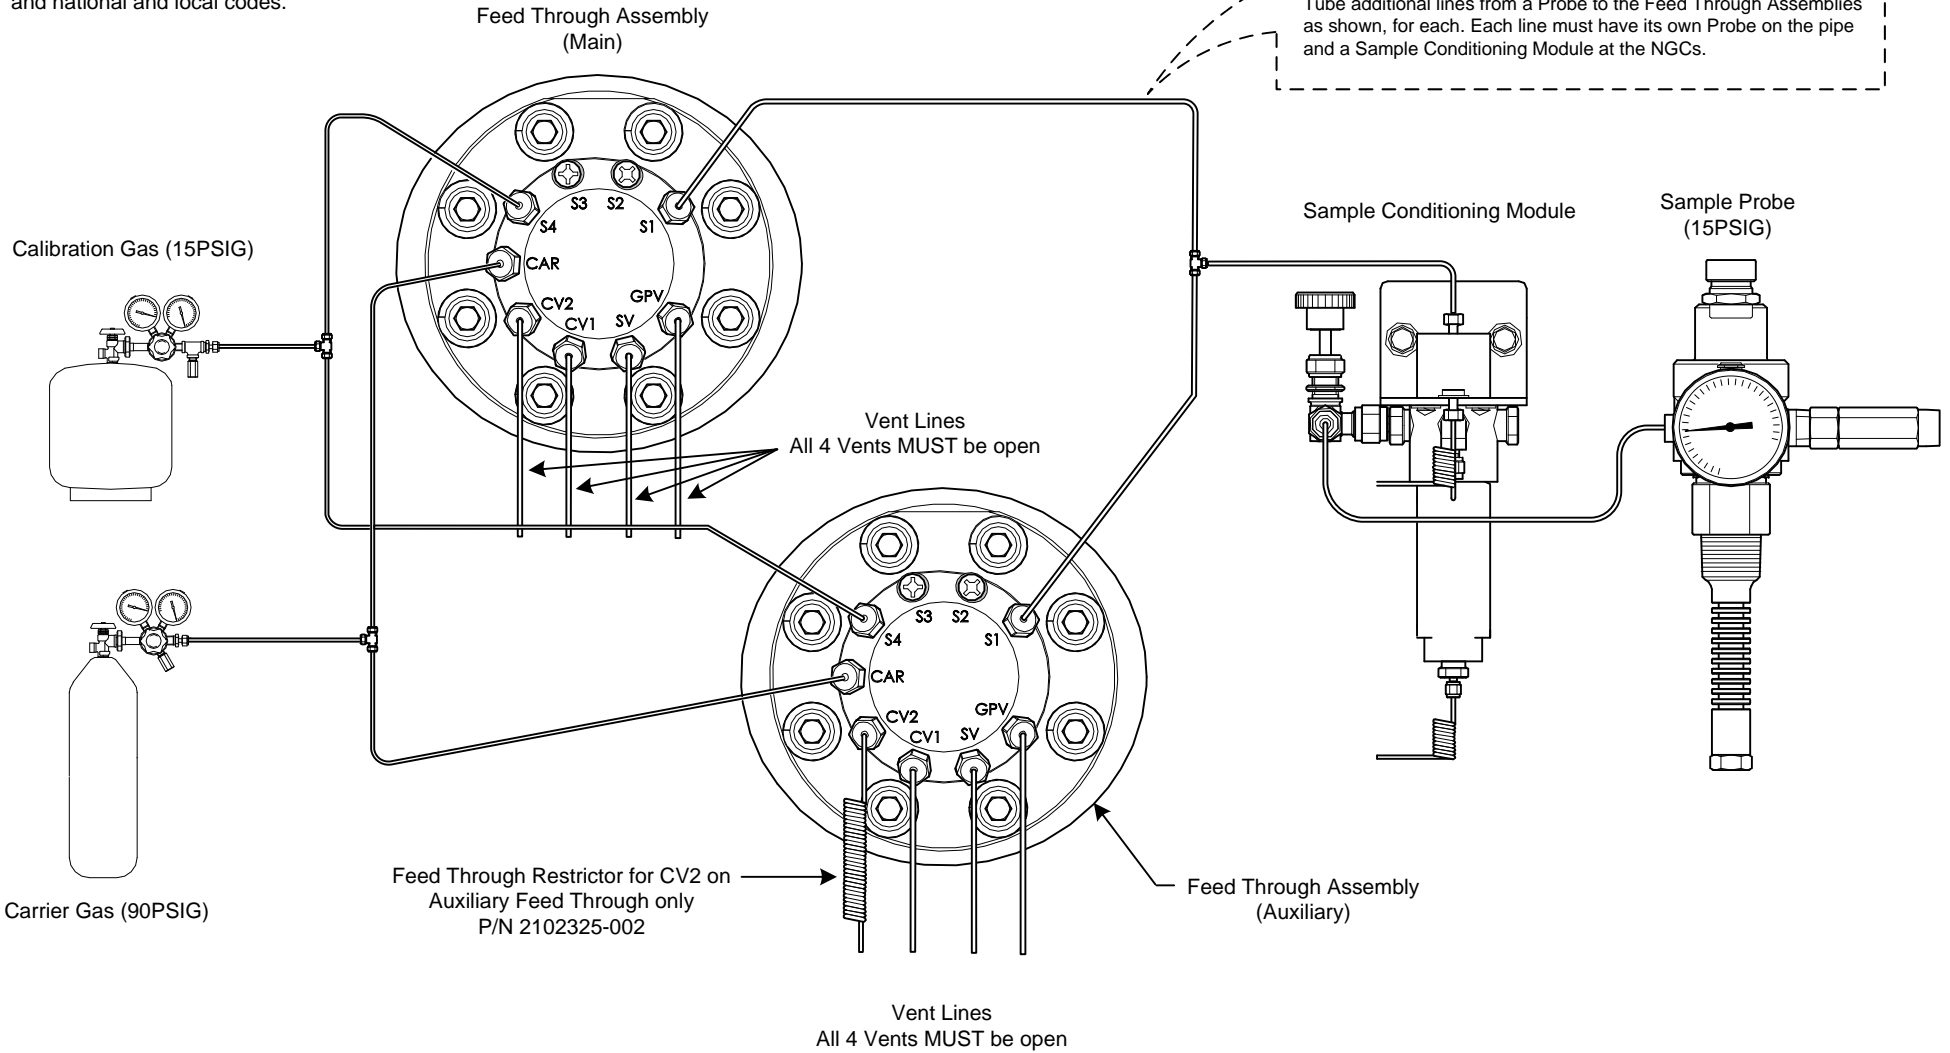 and national and local codes.
Feed Through Assembly
(Main)
Tube additional lines from a Probe to the Feed Through Assemblies
as shown, for each. Each line must have its own Probe on the pipe
and a Sample Conditioning Module at the NGCs.
Calibration Gas (15PSIG)
S3
S2
S4
S1
CAR
CV2
GPV
CV1
SV
Sample Conditioning Module
Sample Probe
(15PSIG)
Vent Lines
All 4 Vents MUST be open
S3
S2
S4
S1
CAR
CV2
GPV
CV1
SV
Carrier Gas (90PSIG)
Feed Through Restrictor for CV2 on
Auxiliary Feed Through only
P/N 2102325-002
Feed Through Assembly
(Auxiliary)
Vent Lines
All 4 Vents MUST be open